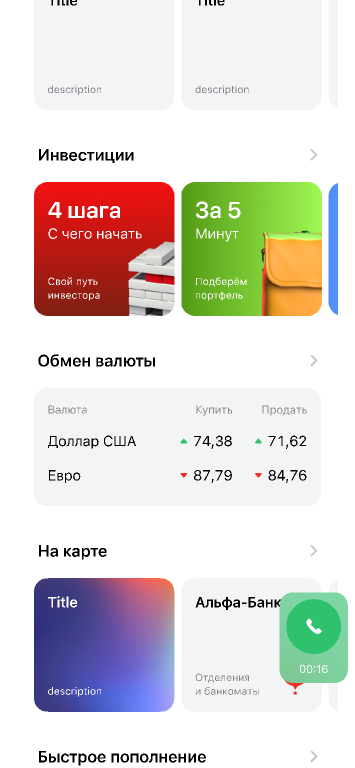 Title Title
description description
Инвестиции
4 шага За 5
С чего начать Минут
Свой путь Подберём
инвестора портфель
Обмен валюты
Валюта Купить Продать
Доллар США 74,38 71,62
Евро 87,79 84,76
На карте
Title Альфа-Банк
Отделения
description и банкоматы
00:16
Быстрое пополнение